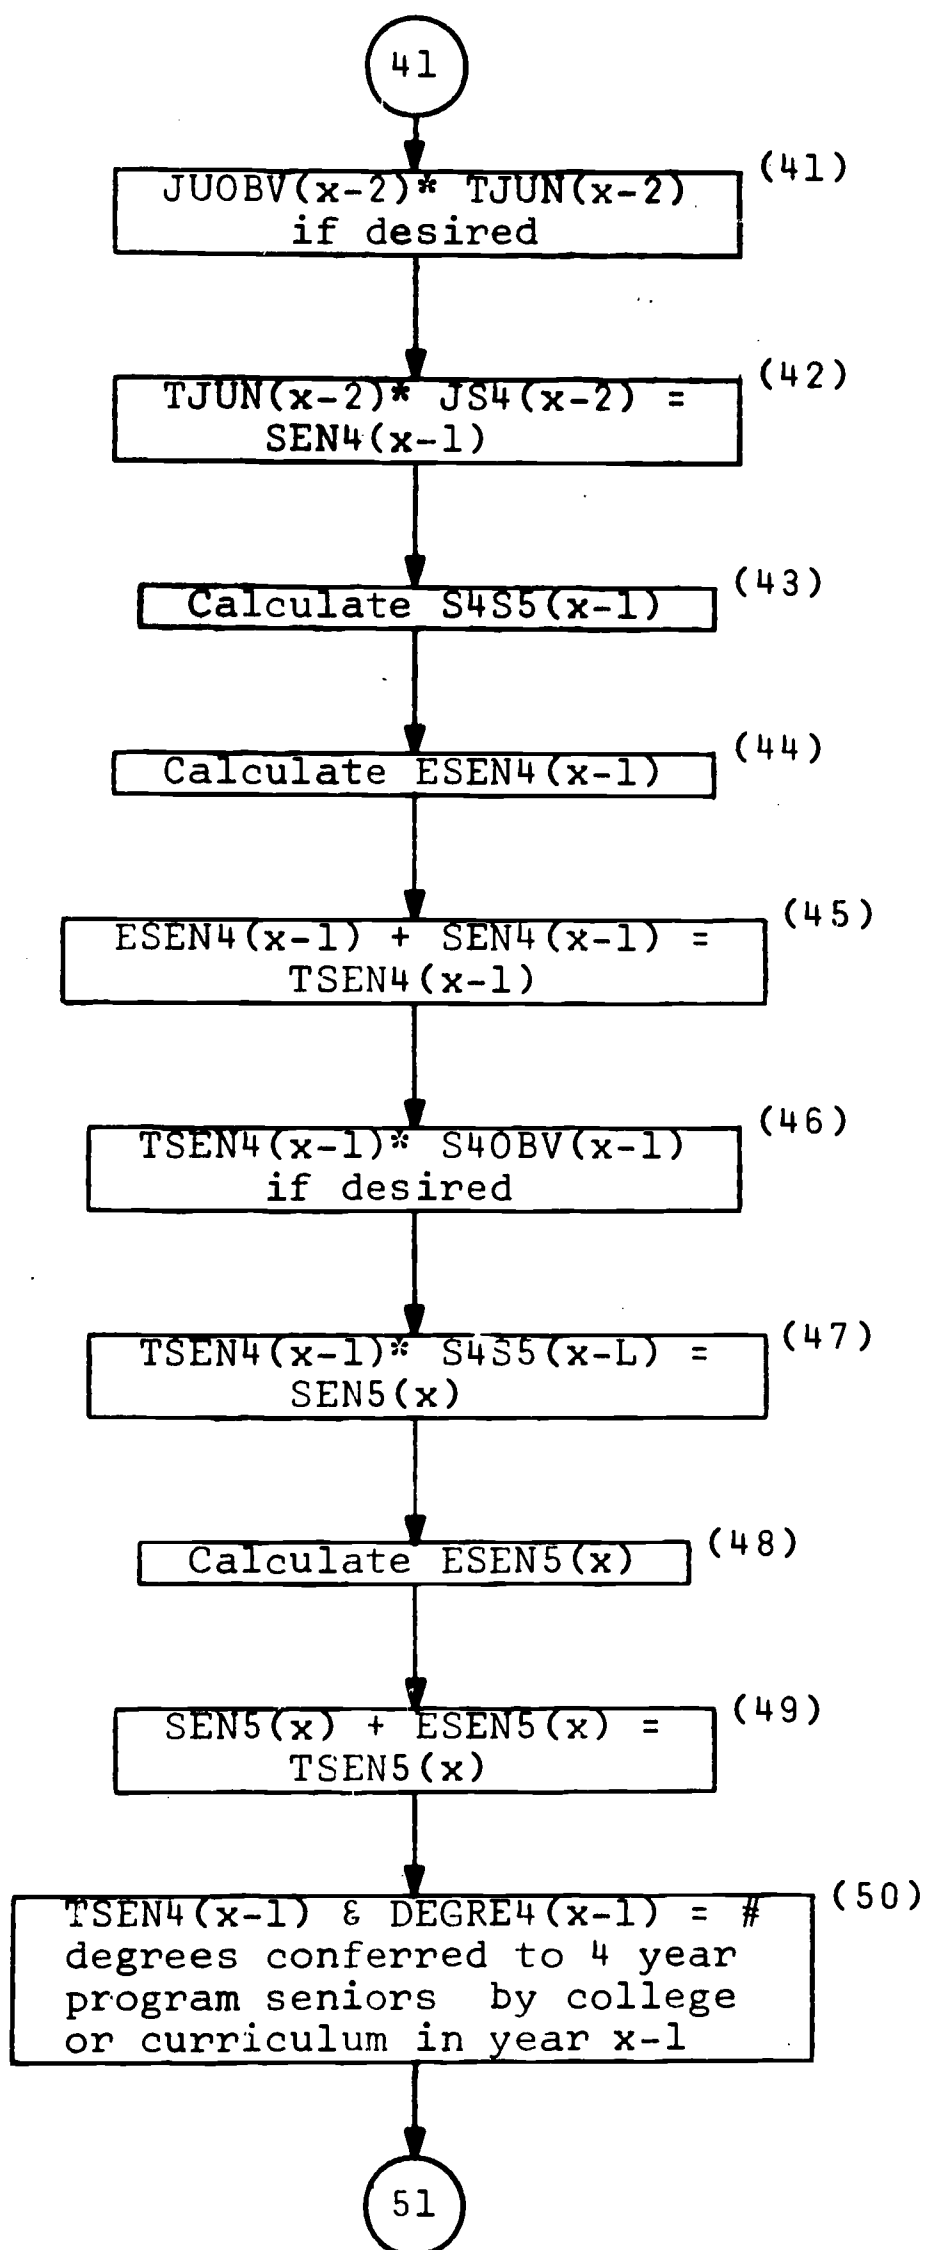 41
(41)
JUOBV(x-2)* TJUN(x-2)
if desired
(42)
TJUN(x-2)* JS4(x-2) =
SEN4(x-1)
(43)
Calculate S4S5(x-1)
(44)
Calculate ESEN4(x-1)
(45)
ESEN4(x-1) + SEN4(x-1) =
TSEN4(x-1)
(46)
TSEN4(x-1)* S4OBV(x-1)
if desired
(47)
TSEN4(x-1)* S4S5(x-L) =
SEN5(x)
(48)
Calculate ESEN5(x)
(49)
SEN5(x) + ESEN5(x) =
TSEN5(x)
(50)
TSEN4(x-1) & DEGRE4(x-1) = #
degrees conferred to 4 year
program seniors by college
or curriculum in year x-1
51